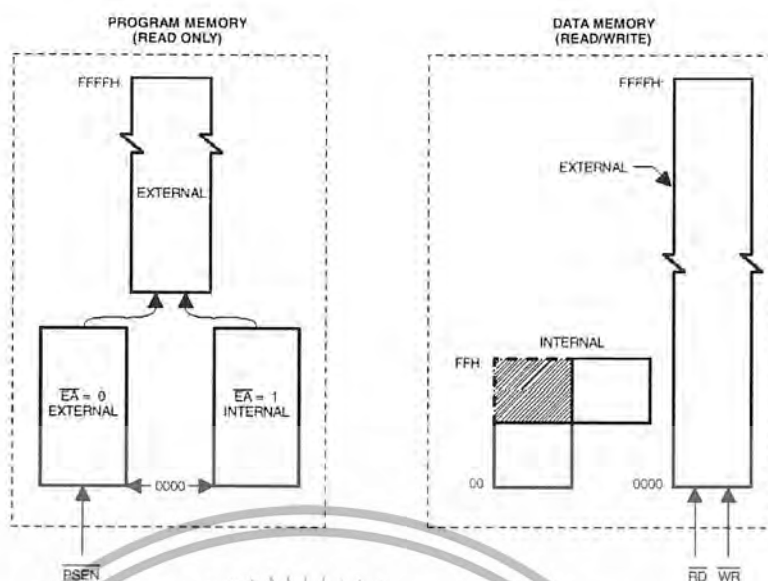 PROGRAM MEMORY
(READ ONLY)
FFFFH
EXTERNAL
EA = 0
EXTERNAL
EA = 1
INTERNAL
0000
PSEN
DATA MEMORY
(READ/WRITE)
FFFFH
EXTERNAL
INTERNAL
FFH
00
0000
RD WR